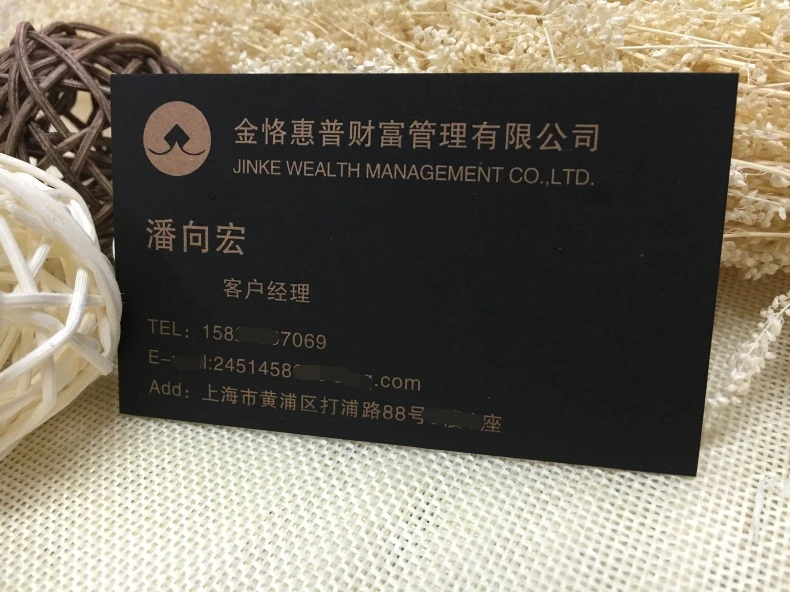 金恪惠普财富管理有限公司
JINKE WEALTH MANAGEMENT CO.,LTD.
潘向宏
客户经理
TEL: 158 7069
E- :2451458 .com
Add: 上海市黄浦区打浦路88号 座